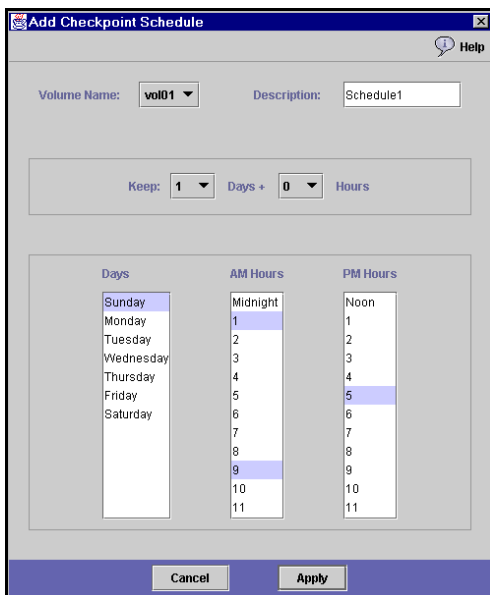 Add Checkpoint Schedule
Help
Volume Name: vol01 Description: Schedule1
Keep: 1 Days + 0 Hours
Days AM Hours PM Hours
Sunday Midnight Noon
Monday 1 1
Tuesday 2 2
Wednesday 3 3
Thursday 4 4
Friday 5 5
Saturday 6 6
7 7
8 8
9 9
10 10
11 11
Cancel Apply